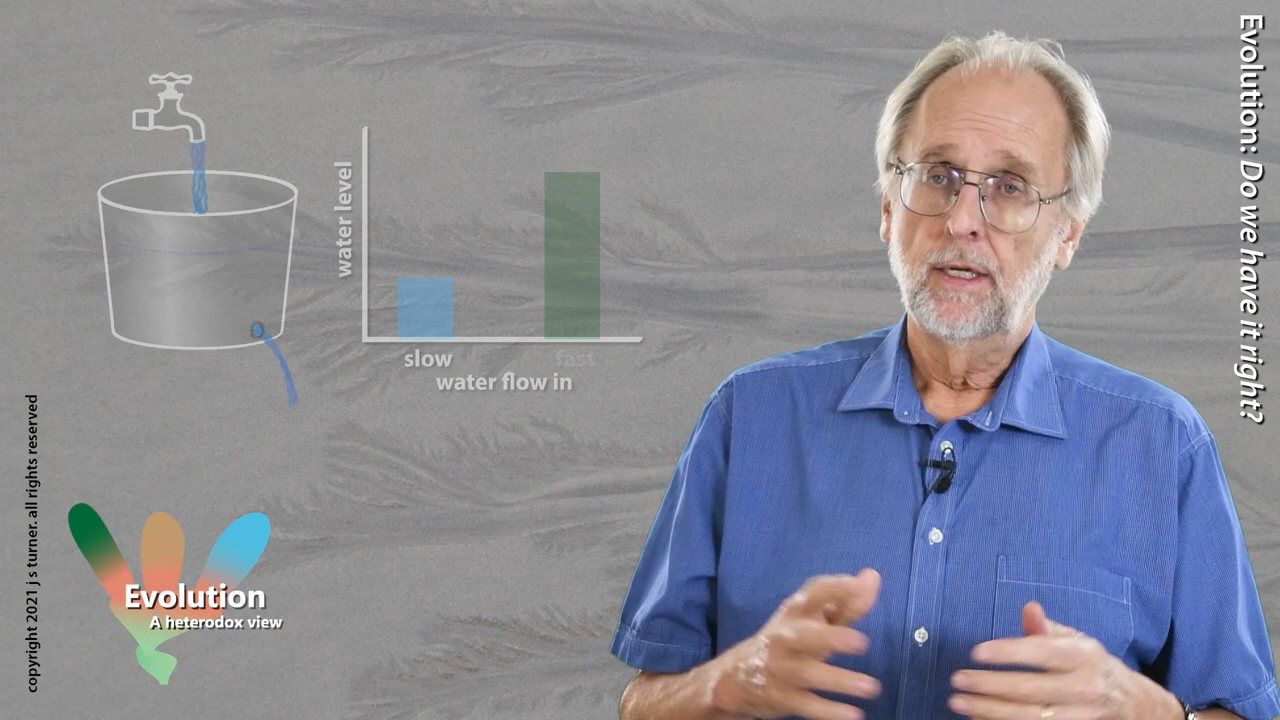 Evolution: Do we have it right?
water level
slow
fast
water flow in
copyright 2021 j s turner. all rights reserved
Evolution
A heterodox view